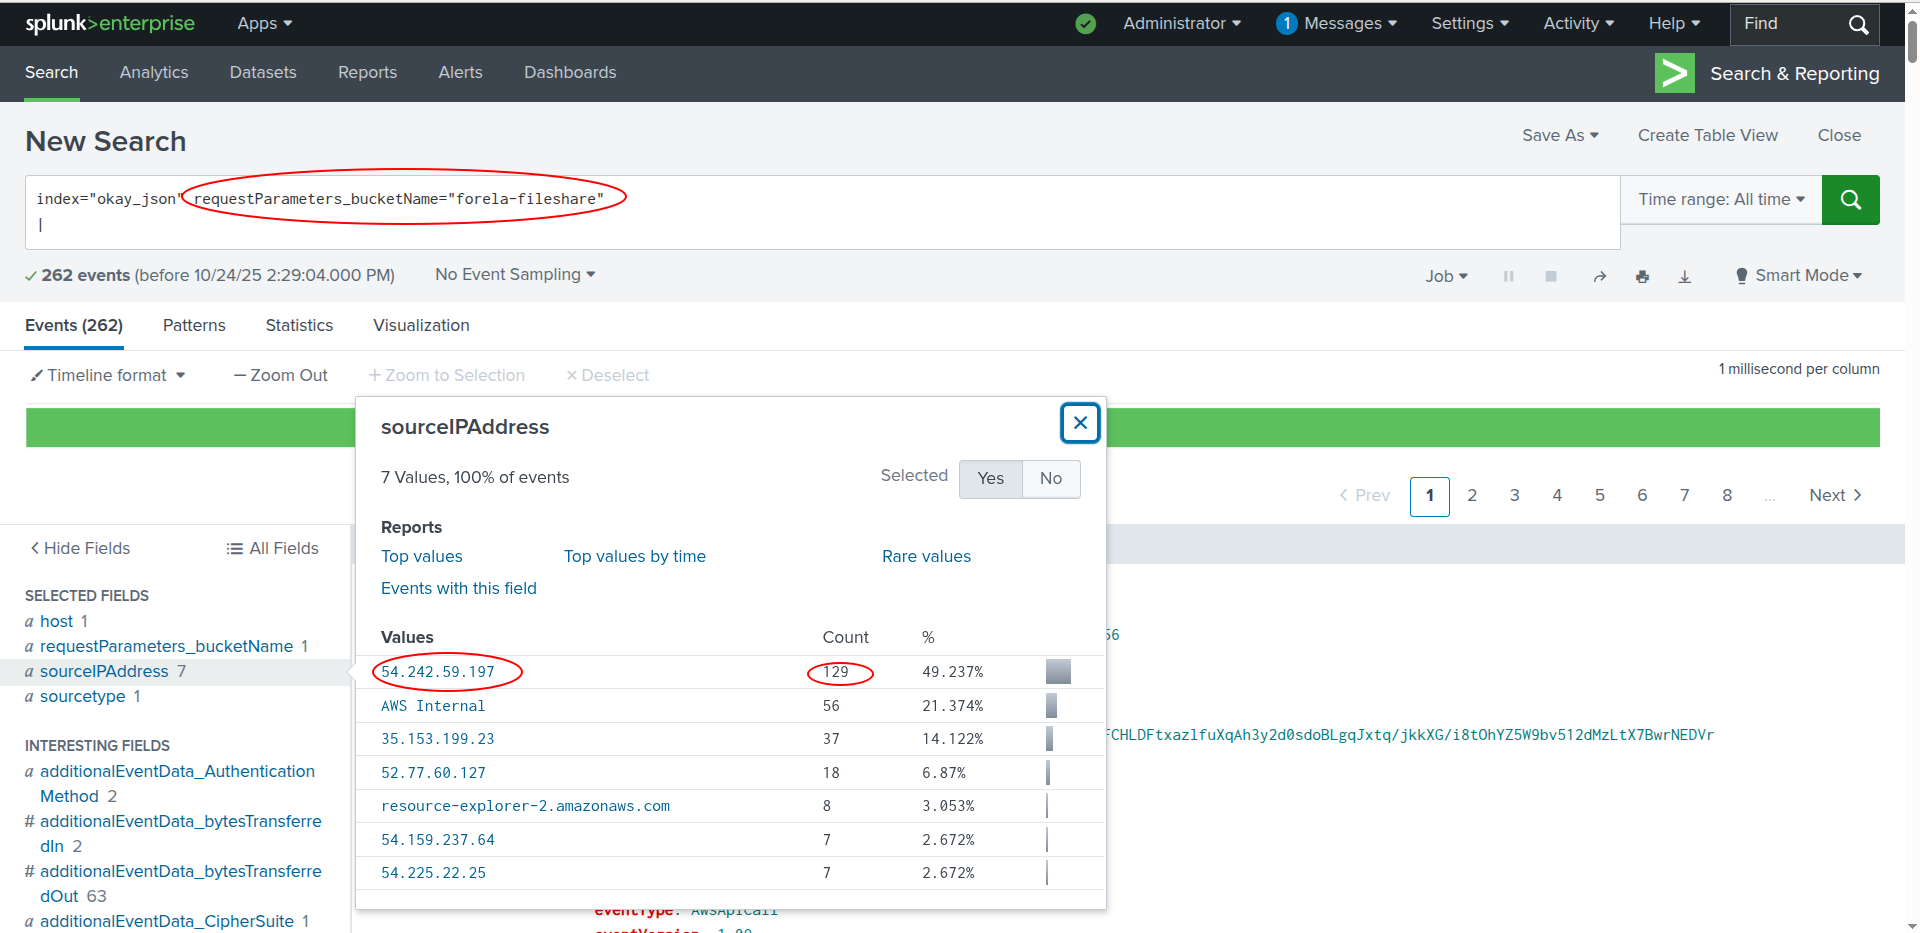 splunk>enterprise Apps Administrator 1 Messages Settings Activity Help Find
Search Analytics Datasets Reports Alerts Dashboards Search & Reporting
New Search Save As Create Table View Close
index="okay_json" requestParameters_bucketName="forela-fileshare" Time range: All time
|
262 events (before 10/24/25 2:29:04.000 PM) No Event Sampling Job Smart Mode
Events (262) Patterns Statistics Visualization
Timeline format — Zoom Out + Zoom to Selection × Deselect 1 millisecond per column
sourceIPAddress
7 Values, 100% of events Selected Yes No
< Prev 1 2 3 4 5 6 7 8 ... Next >
Reports
< Hide Fields All Fields
Top values Top values by time Rare values
Events with this field
SELECTED FIELDS
a host 1
a requestParameters_bucketName 1
a sourceIPAddress 7
a sourcetype 1
Values Count %
54.242.59.197 129 49.237%
AWS Internal 56 21.374%
35.153.199.23 37 14.122%
52.77.60.127 18 6.87%
resource-explorer-2.amazonaws.com 8 3.053%
54.159.237.64 7 2.672%
54.225.22.25 7 2.672%
56
CHLDFtxazlfuXqAh3y2d0sdoBLgqJxtq/jkkXG/i8tOhYZ5W9bv512dMzLtX7BwrNEDVr
INTERESTING FIELDS
a additionalEventData_Authentication
Method 2
# additionalEventData_bytesTransferre
dIn 2
# additionalEventData_bytesTransferre
dOut 63
a additionalEventData_CipherSuite 1
eventType: AwsApiCall